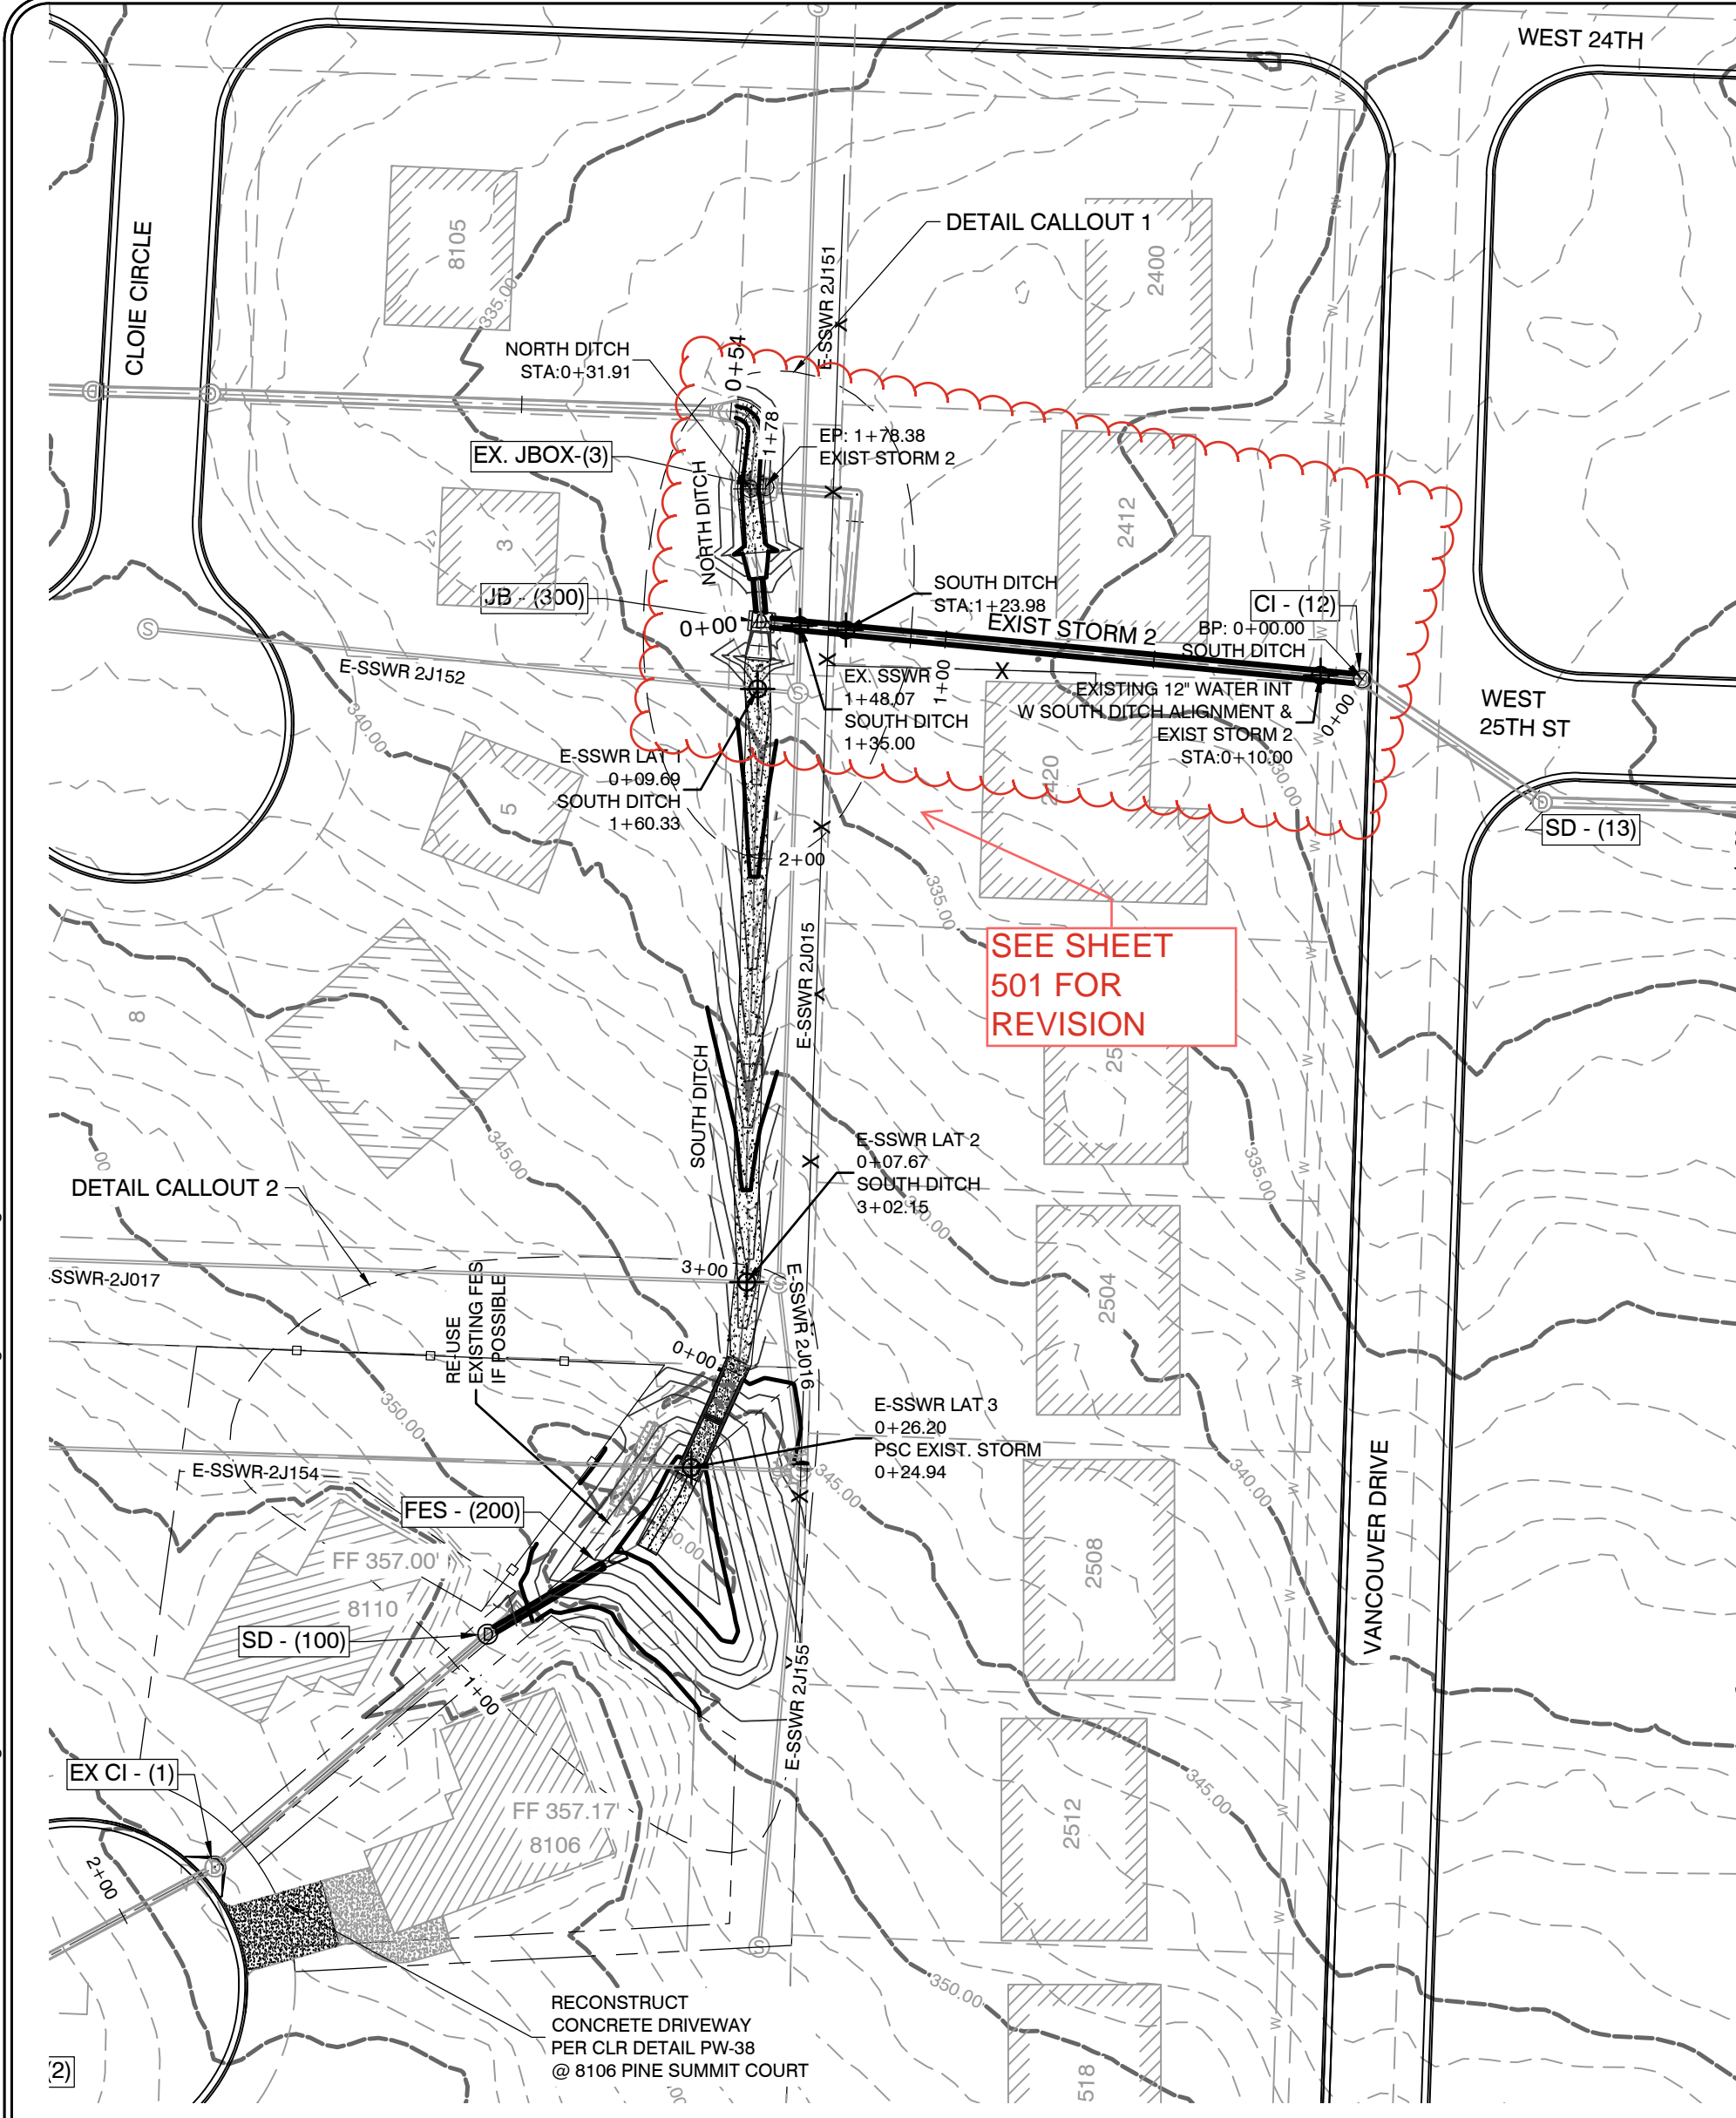 WEST 24TH
CLOIE CIRCLE
8105
2400
DETAIL CALLOUT 1
335.00
E-SSWR 2J151
NORTH DITCH
STA:0+31.91
0+54
1+78
EP: 1+78.38
EXIST STORM 2
EX. JBOX-(3)
NORTH DITCH
3
2412
JB - (300)
0+00
SOUTH DITCH
STA:1+23.98
EXIST STORM 2
CI - (12)
BP: 0+00.00
SOUTH DITCH
E-SSWR 2J152
340.00
EX. SSWR
1+48.07
SOUTH DITCH
1+35.00
1+00
EXISTING 12" WATER INT
W SOUTH DITCH ALIGNMENT &
EXIST STORM 2
STA:0+10.00
0+00
WEST
25TH ST
E-SSWR LAT 1
0+09.69
SOUTH DITCH
1+60.33
5
2420
330.00
SD - (13)
2+00
335.00
SEE SHEET
501 FOR
REVISION
E-SSWR 2J015
8
7
25
SOUTH DITCH
345.00
E-SSWR LAT 2
0+07.67
SOUTH DITCH
3+02.15
340.00
335.00
DETAIL CALLOUT 2
SSWR-2J017
3+00
E-SSWR 2J016
2504
RE-USE
EXISTING FES
IF POSSIBLE
0+00
350.00
E-SSWR LAT 3
0+26.20
PSC EXIST. STORM
0+24.94
345.00
340.00
VANCOUVER DRIVE
E-SSWR-2J154
FES - (200)
FF 357.00'
8110
2508
SD - (100)
1+00
E-SSWR 2J155
EX CI - (1)
FF 357.17'
8106
2512
345.00
2+00
350.00
RECONSTRUCT
CONCRETE DRIVEWAY
PER CLR DETAIL PW-38
@ 8106 PINE SUMMIT COURT
2)
518